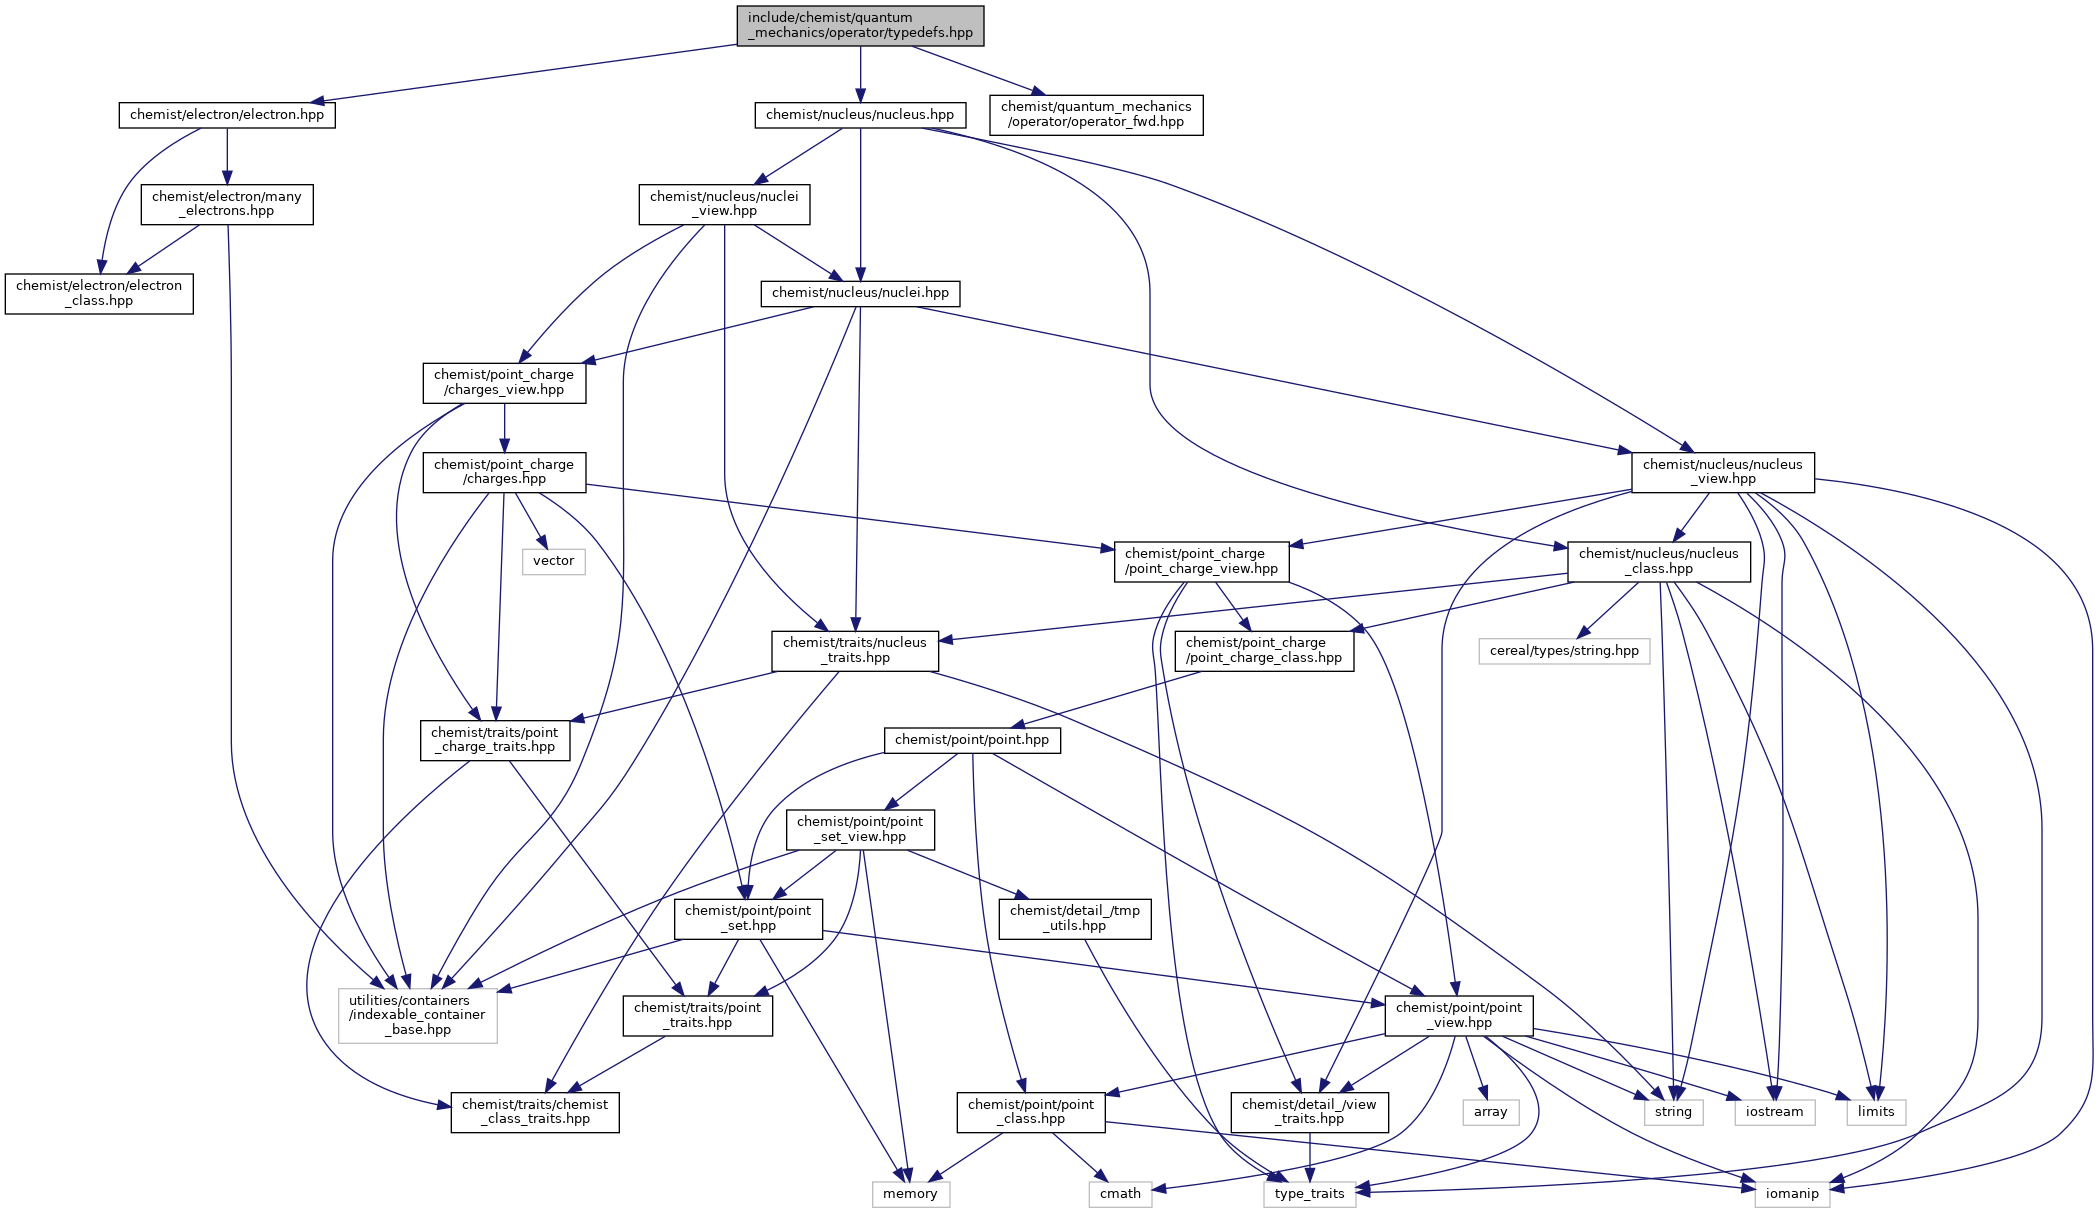 include/chemist/quantum
_mechanics/operator/typedefs.hpp
chemist/electron/electron.hpp
chemist/nucleus/nucleus.hpp
chemist/quantum_mechanics
/operator/operator_fwd.hpp
chemist/electron/many
_electrons.hpp
chemist/nucleus/nuclei
_view.hpp
chemist/electron/electron
_class.hpp
chemist/nucleus/nuclei.hpp
chemist/point_charge
/charges_view.hpp
chemist/point_charge
/charges.hpp
chemist/nucleus/nucleus
_view.hpp
vector
chemist/point_charge
/point_charge_view.hpp
chemist/nucleus/nucleus
_class.hpp
chemist/traits/nucleus
_traits.hpp
chemist/point_charge
/point_charge_class.hpp
cereal/types/string.hpp
chemist/traits/point
_charge_traits.hpp
chemist/point/point.hpp
chemist/point/point
_set_view.hpp
chemist/point/point
_set.hpp
chemist/detail_/tmp
_utils.hpp
utilities/containers
/indexable_container
_base.hpp
chemist/traits/point
_traits.hpp
chemist/point/point
_view.hpp
chemist/traits/chemist
_class_traits.hpp
chemist/point/point
_class.hpp
chemist/detail_/view
_traits.hpp
array
string
iostream
limits
memory
cmath
type_traits
iomanip